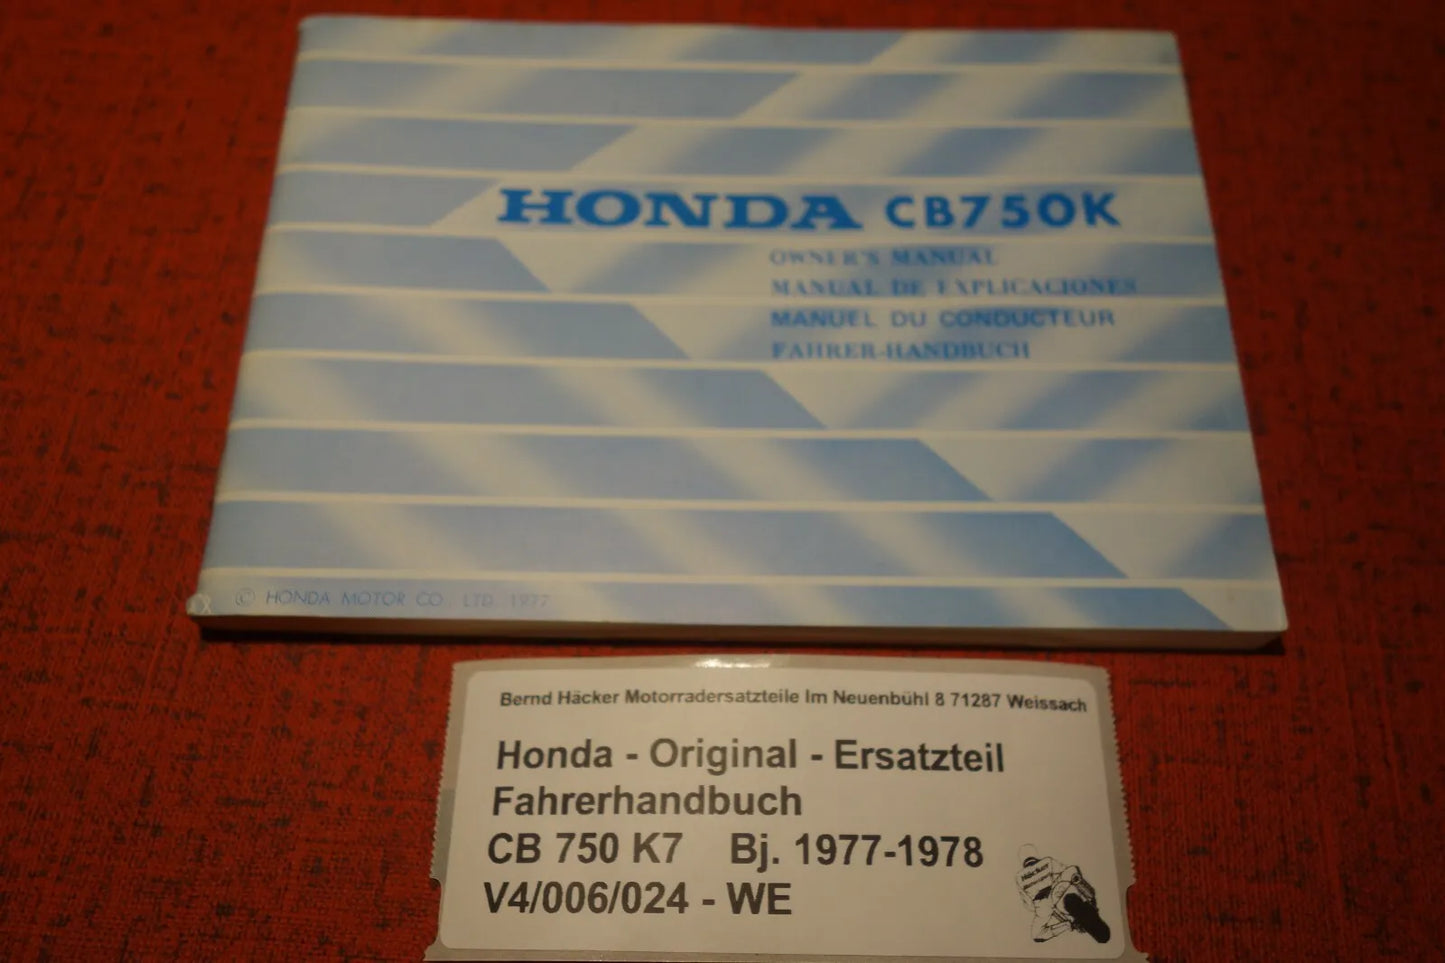 HONDA CB750K
OWNER'S MANUAL
MANUAL DE EXPLICACIONES
MANUEL DU CONDUCTEUR
FAHRER-HANDBUCH
© HONDA MOTOR CO., LTD. 1977
Bernd Häcker Motorradersatzteile Im Neuenbühl 8 71287 Weissach
Honda - Original - Ersatzteil
Fahrerhandbuch
CB 750 K7 Bj. 1977-1978
V4/006/024 - WE
Häcker